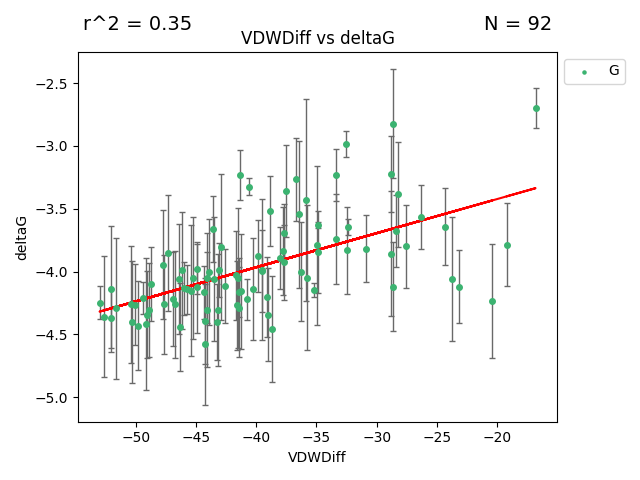 r^2 = 0.35
N = 92
VDWDiff vs deltaG
G
−2.5
−3.0
−3.5
−4.0
−4.5
−5.0
deltaG
−50 −45 −40 −35 −30 −25 −20
VDWDiff